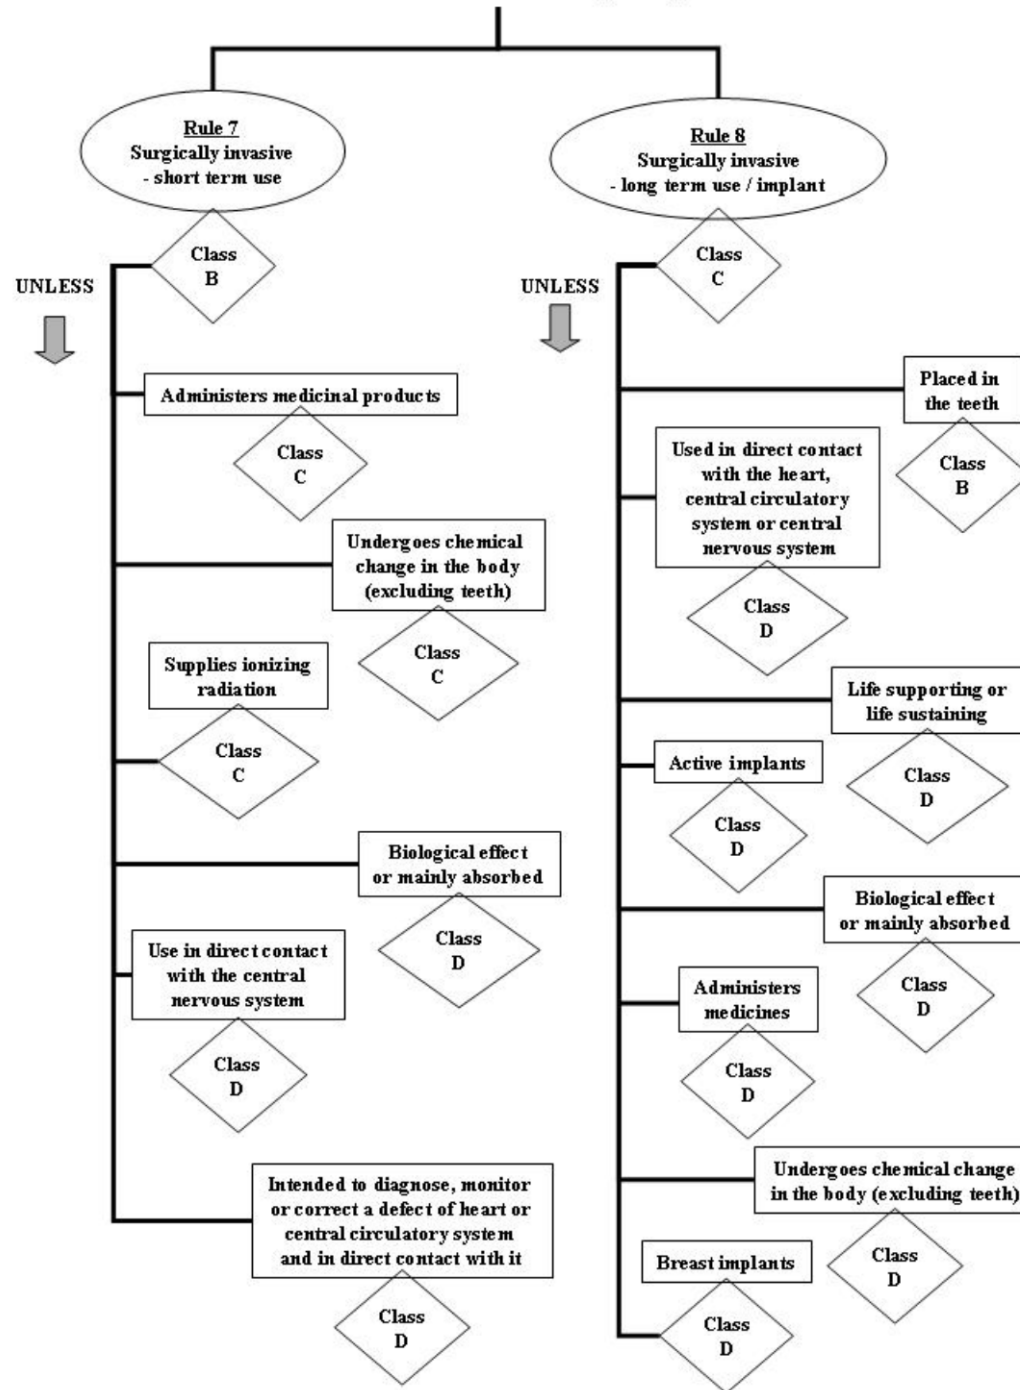 Rule 7
Surgically invasive
- short term use
Class
B
UNLESS
Administers medicinal products
Class
C
Undergoes chemical
change in the body
(excluding teeth)
Class
C
Supplies ionizing
radiation
Class
C
Biological effect
or mainly absorbed
Class
D
Use in direct contact
with the central
nervous system
Class
D
Intended to diagnose, monitor
or correct a defect of heart or
central circulatory system
and in direct contact with it
Class
D
Rule 8
Surgically invasive
- long term use / implant
Class
C
UNLESS
Placed in
the teeth
Class
B
Used in direct contact
with the heart,
central circulatory
system or central
nervous system
Class
D
Life supporting or
life sustaining
Class
D
Active implants
Class
D
Biological effect
or mainly absorbed
Class
D
Administers
medicines
Class
D
Undergoes chemical change
in the body (excluding teeth)
Class
D
Breast implants
Class
D